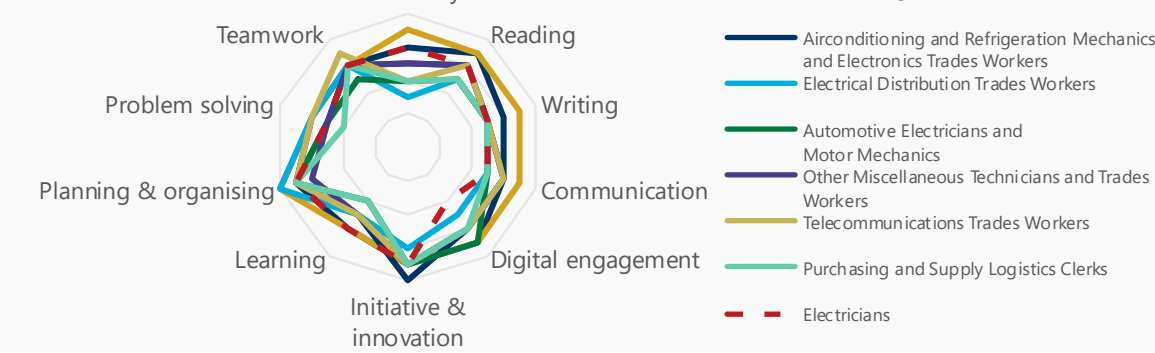 Teamwork
Reading
Problem solving
Writing
Planning & organising
Communication
Learning
Digital engagement
Initiative &
innovation
Airconditioning and Refrigeration Mechanics
and Electronics Trades Workers
Electrical Distribution Trades Workers
Automotive Electricians and
Motor Mechanics
Other Miscellaneous Technicians and Trades
Workers
Telecommunications Trades Workers
Purchasing and Supply Logistics Clerks
Electricians